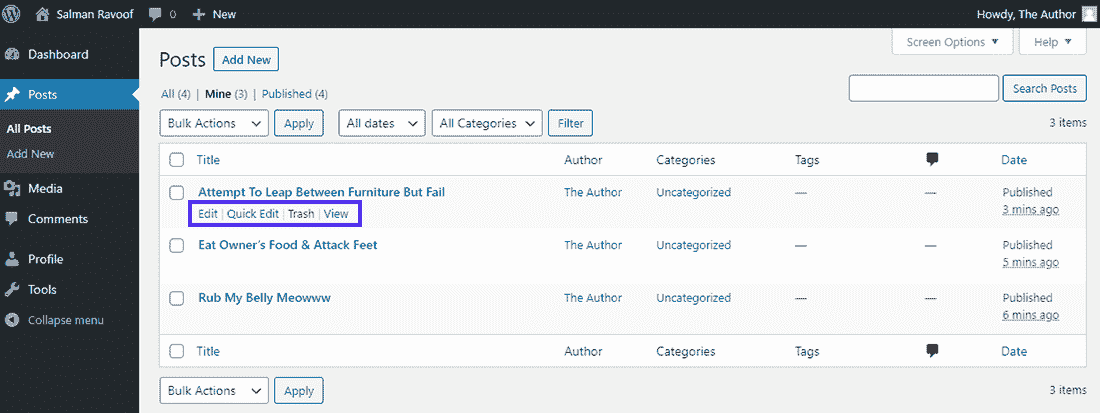 Salman Ravoof 0 New Howdy, The Author
Dashboard
Posts
All Posts
Add New
Media
Comments
Profile
Tools
Collapse menu
Screen Options ▼ Help ▼
Posts Add New
All (4) | Mine (3) | Published (4)
Search Posts
Bulk Actions Apply All dates All Categories Filter 3 items
Title Author Categories Tags Date
Attempt To Leap Between Furniture But Fail The Author Uncategorized — — Published
Edit | Quick Edit | Trash | View 3 mins ago
Eat Owner’s Food & Attack Feet The Author Uncategorized — — Published
5 mins ago
Rub My Belly Meowww The Author Uncategorized — — Published
6 mins ago
Title Author Categories Tags Date
Bulk Actions Apply 3 items